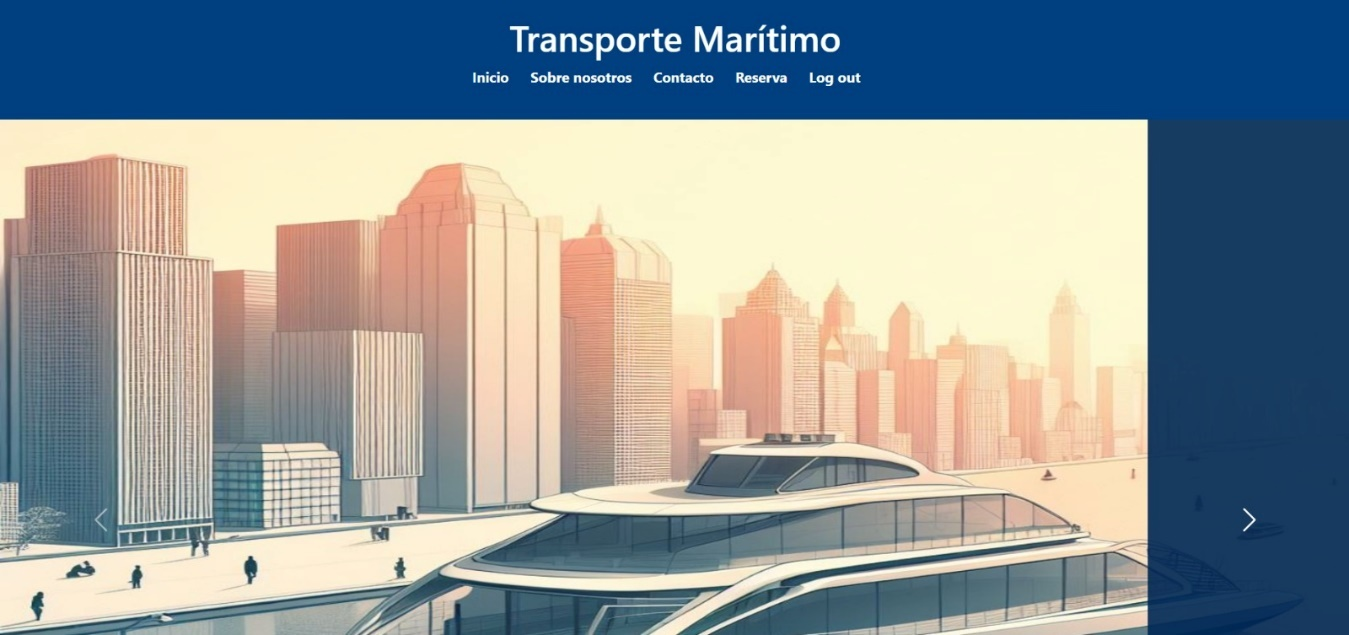 Transporte Marítimo
Inicio Sobre nosotros Contacto Reserva Log out